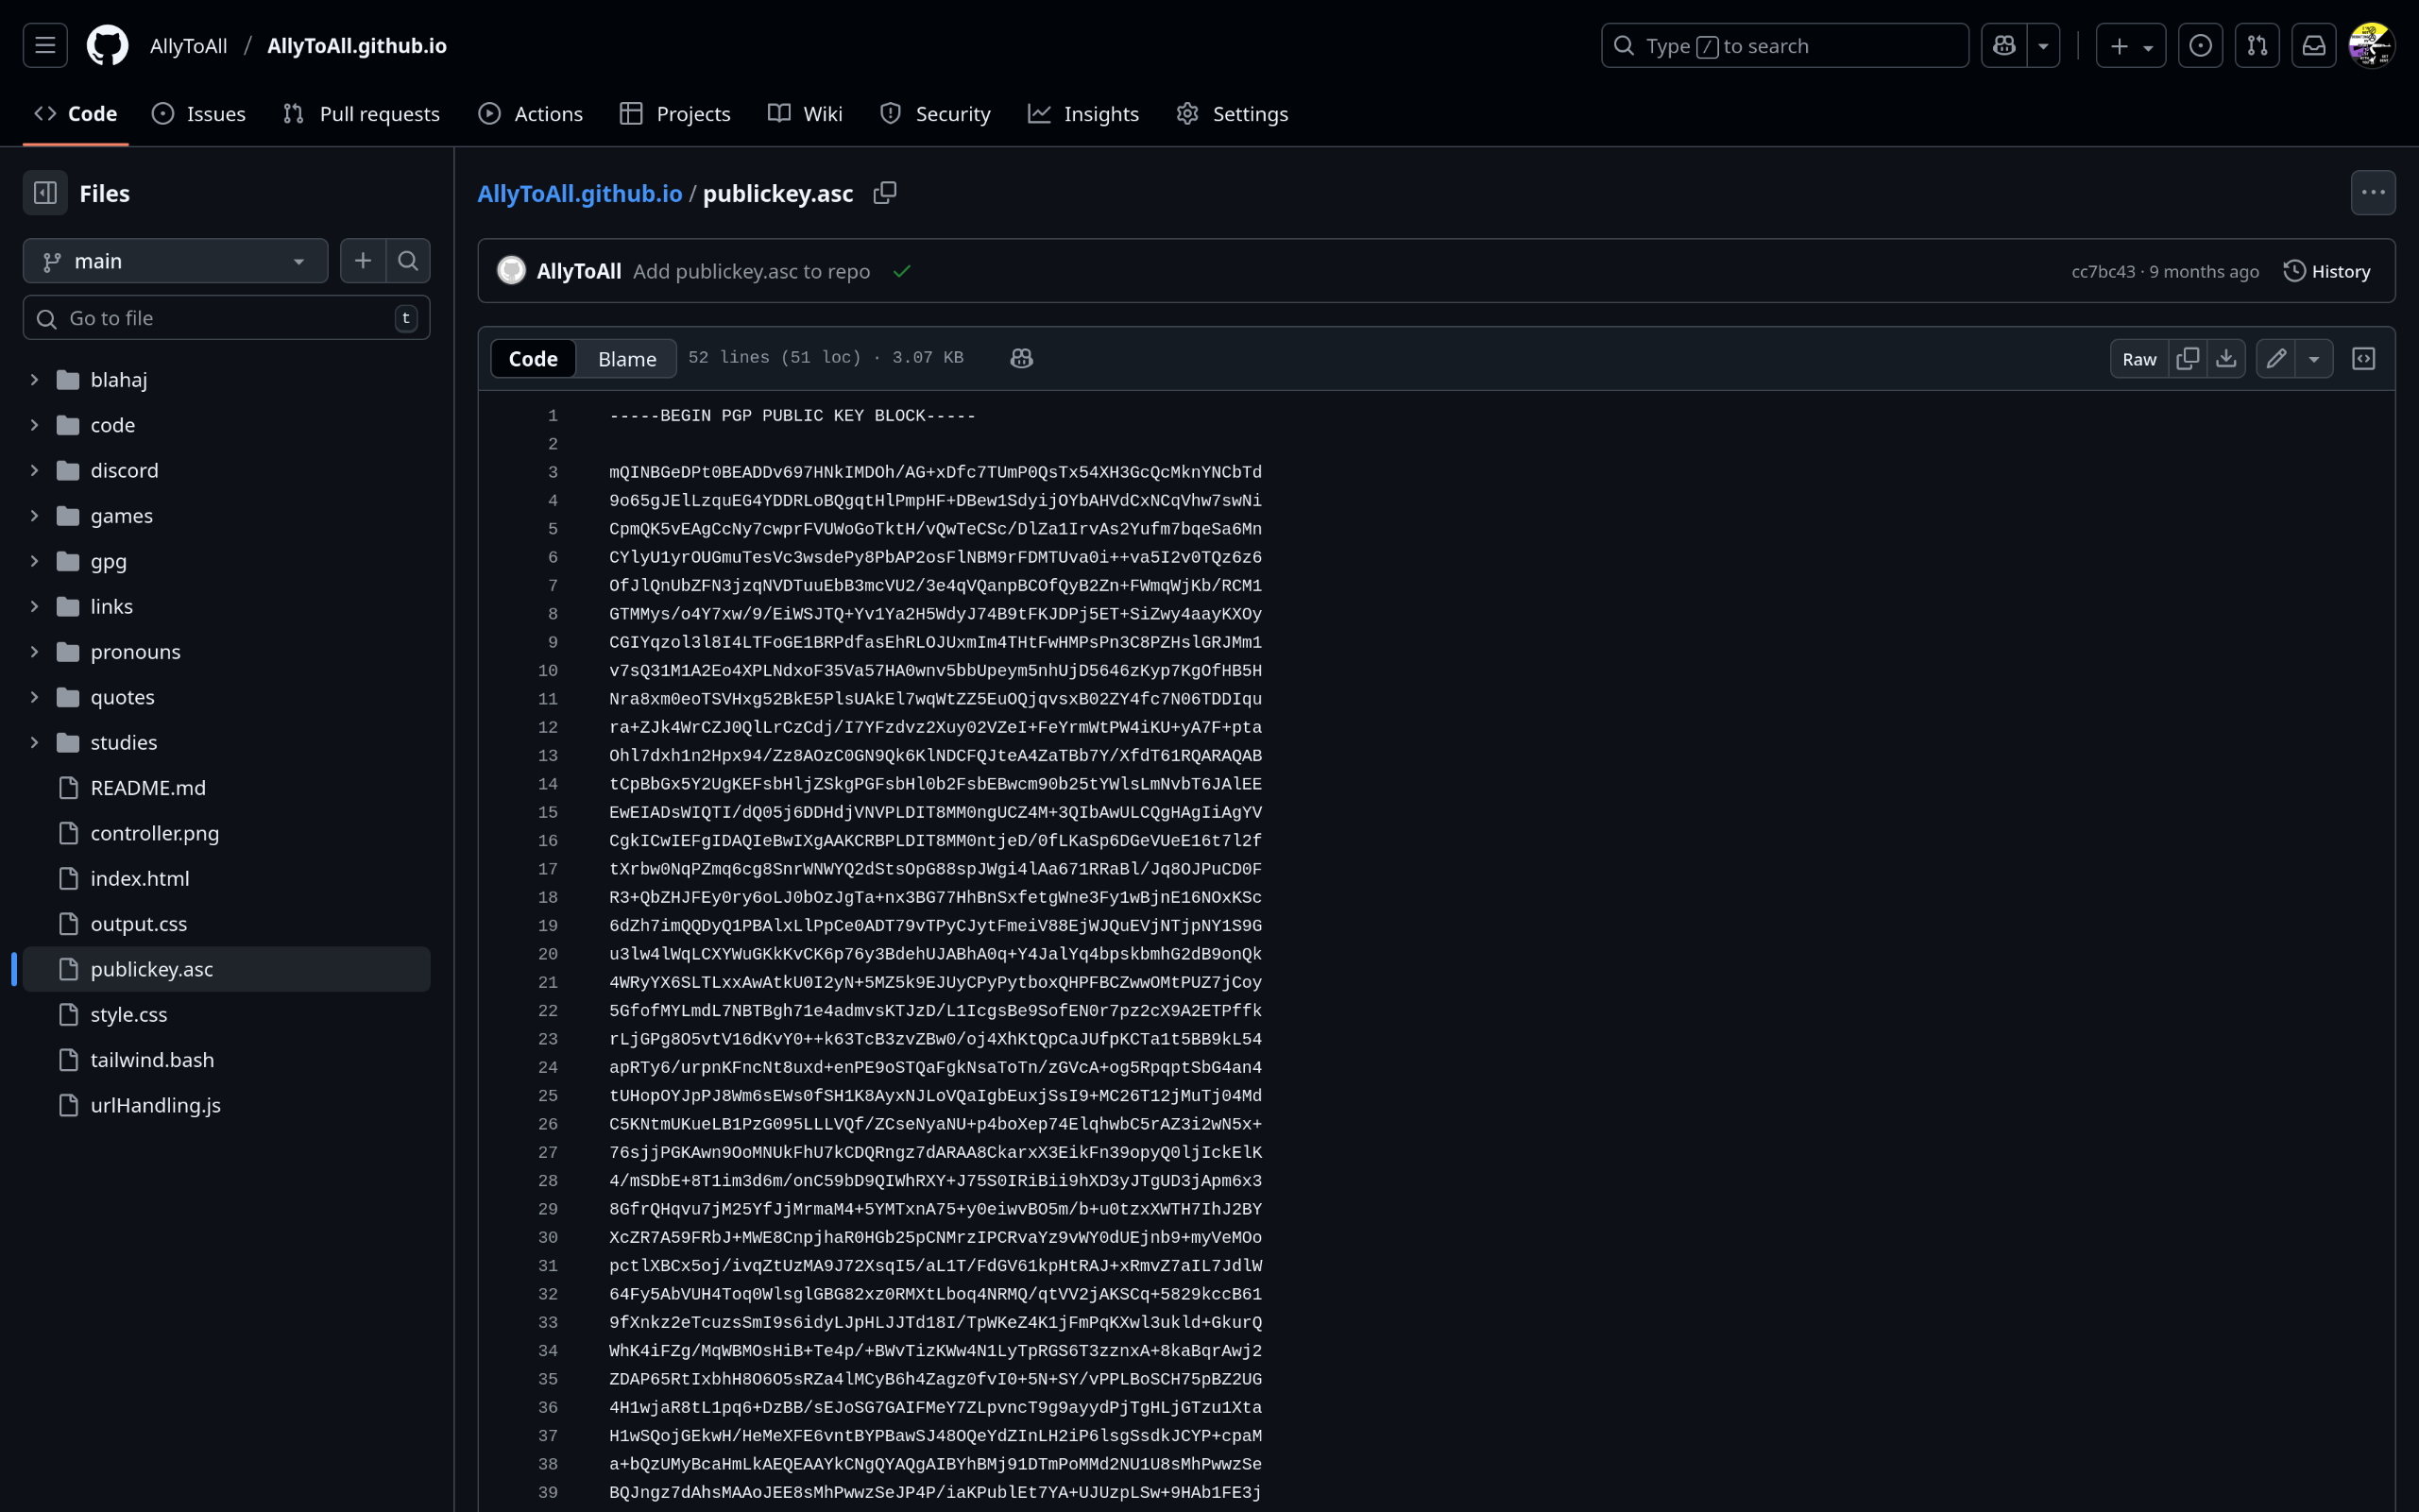 AllyToAll / AllyToAll.github.io
Type / to search
Code Issues Pull requests Actions Projects Wiki Security Insights Settings
Files
main
Go to file t
blahaj
code
discord
games
gpg
links
pronouns
quotes
studies
README.md
controller.png
index.html
output.css
publickey.asc
style.css
tailwind.bash
urlHandling.js
AllyToAll.github.io / publickey.asc
AllyToAll Add publickey.asc to repo cc7bc43 · 9 months ago History
Code Blame 52 lines (51 loc) · 3.07 KB Raw
1 -----BEGIN PGP PUBLIC KEY BLOCK-----
2
3 mQINBGeDPt0BEADDv697HNkIMDOh/AG+xDfc7TUmP0QsTx54XH3GcQcMknYNCbTd
4 9o65gJElLzquEG4YDDRLoBQgqtHlPmpHF+DBew1SdyijOYbAHVdCxNCqVhw7swNi
5 CpmQK5vEAgCcNy7cwprFVUWoGoTktH/vQwTeCSc/DlZa1IrvAs2Yufm7bqeSa6Mn
6 CYlyU1yrOUGmuTesVc3wsdePy8PbAP2osFlNBM9rFDMTUva0i++va5I2v0TQz6z6
7 OfJlQnUbZFN3jzqNVDTuuEbB3mcVU2/3e4qVQanpBCOfQyB2Zn+FWmqWjKb/RCM1
8 GTMMys/o4Y7xw/9/EiWSJTQ+Yv1Ya2H5WdyJ74B9tFKJDPj5ET+SiZwy4aayKXOy
9 CGIYqzol3l8I4LTFoGE1BRPdfasEhRLOJUxmIm4THtFwHMPsPn3C8PZHslGRJMm1
10 v7sQ31M1A2Eo4XPLNdxoF35Va57HA0wnv5bbUpeym5nhUjD5646zKyp7KgOfHB5H
11 Nra8xm0eoTSVHxg52BkE5PlsUAkEl7wqWtZZ5EuOQjqvsxB02ZY4fc7N06TDDIqu
12 ra+ZJk4WrCZJ0QlLrCzCdj/I7YFzdvz2Xuy02VZeI+FeYrmWtPW4iKU+yA7F+pta
13 Ohl7dxh1n2Hpx94/Zz8AOzC0GN9Qk6KlNDCFQJteA4ZaTBb7Y/XfdT61RQARAQAB
14 tCpBbGx5Y2UgKEFsbHljZSkgPGFsbHl0b2FsbEBwcm90b25tYWlsLmNvbT6JAlEE
15 EwEIADsWIQTI/dQ05j6DDHdjVNVPLDIT8MM0ngUCZ4M+3QIbAwULCQgHAgIiAgYV
16 CgkICwIEFgIDAQIeBwIXgAAKCRBPLDIT8MM0ntjeD/0fLKaSp6DGeVUeE16t7l2f
17 tXrbw0NqPZmq6cg8SnrWNWYQ2dStsOpG88spJWgi4lAa671RRaBl/Jq8OJPuCD0F
18 R3+QbZHJFEy0ry6oLJ0bOzJgTa+nx3BG77HhBnSxfetgWne3Fy1wBjnE16NOxKSc
19 6dZh7imQQDyQ1PBAlxLlPpCe0ADT79vTPyCJytFmeiV88EjWJQuEVjNTjpNY1S9G
20 u3lw4lWqLCXYWuGKkKvCK6p76y3BdehUJABhA0q+Y4JalYq4bpskbmhG2dB9onQk
21 4WRyYX6SLTLxxAwAtkU0I2yN+5MZ5k9EJUyCPyPytboxQHPFBCZwwOMtPUZ7jCoy
22 5GfofMYLmdL7NBTBgh71e4admvsKTJzD/L1IcgsBe9SofEN0r7pz2cX9A2ETPffk
23 rLjGPg8O5vtV16dKvY0++k63TcB3zvZBw0/oj4XhKtQpCaJUfpKCTa1t5BB9kL54
24 apRTy6/urpnKFncNt8uxd+enPE9oSTQaFgkNsaToTn/zGVcA+og5RpqptSbG4an4
25 tUHopOYJpPJ8Wm6sEWs0fSH1K8AyxNJLoVQaIgbEuxjSsI9+MC26T12jMuTj04Md
26 C5KNtmUKueLB1PzG095LLLVQf/ZCseNyaNU+p4boXep74ElqhwbC5rAZ3i2wN5x+
27 76sjjPGKAwn9OoMNUkFhU7kCDQRngz7dARAA8CkarxX3EikFn39opyQ0ljIckElK
28 4/mSDbE+8T1im3d6m/onC59bD9QIWhRXY+J75S0IRiBii9hXD3yJTgUD3jApm6x3
29 8GfrQHqvu7jM25YfJjMrmaM4+5YMTxnA75+y0eiwvBO5m/b+u0tzxXWTH7IhJ2BY
30 XcZR7A59FRbJ+MWE8CnpjhaR0HGb25pCNMrzIPCRvaYz9vWY0dUEjnb9+myVeMOo
31 pctlXBCx5oj/ivqZtUzMA9J72XsqI5/aL1T/FdGV61kpHtRAJ+xRmvZ7aIL7JdlW
32 64Fy5AbVUH4Toq0WlsglGBG82xz0RMXtLboq4NRMQ/qtVV2jAKSCq+5829kccB61
33 9fXnkz2eTcuzsSmI9s6idyLJpHLJJTd18I/TpWKeZ4K1jFmPqKXwl3ukld+GkurQ
34 WhK4iFZg/MqWBMOsHiB+Te4p/+BWvTizKWw4N1LyTpRGS6T3zznxA+8kaBqrAwj2
35 ZDAP65RtIxbhH8O6O5sRZa4lMCyB6h4Zagz0fvI0+5N+SY/vPPLBoSCH75pBZ2UG
36 4H1wjaR8tL1pq6+DzBB/sEJoSG7GAIFMeY7ZLpvncT9g9ayydPjTgHLjGTzu1Xta
37 H1wSQojGEkwH/HeMeXFE6vntBYPBawSJ48OQeYdZInLH2iP6lsgSsdkJCYP+cpaM
38 a+bQzUMyBcaHmLkAEQEAAYkCNgQYAQgAIBYhBMj91DTmPoMMd2NU1U8sMhPwwzSe
39 BQJngz7dAhsMAAoJEE8sMhPwwzSeJP4P/iaKPublEt7YA+UJUzpLSw+9HAb1FE3j